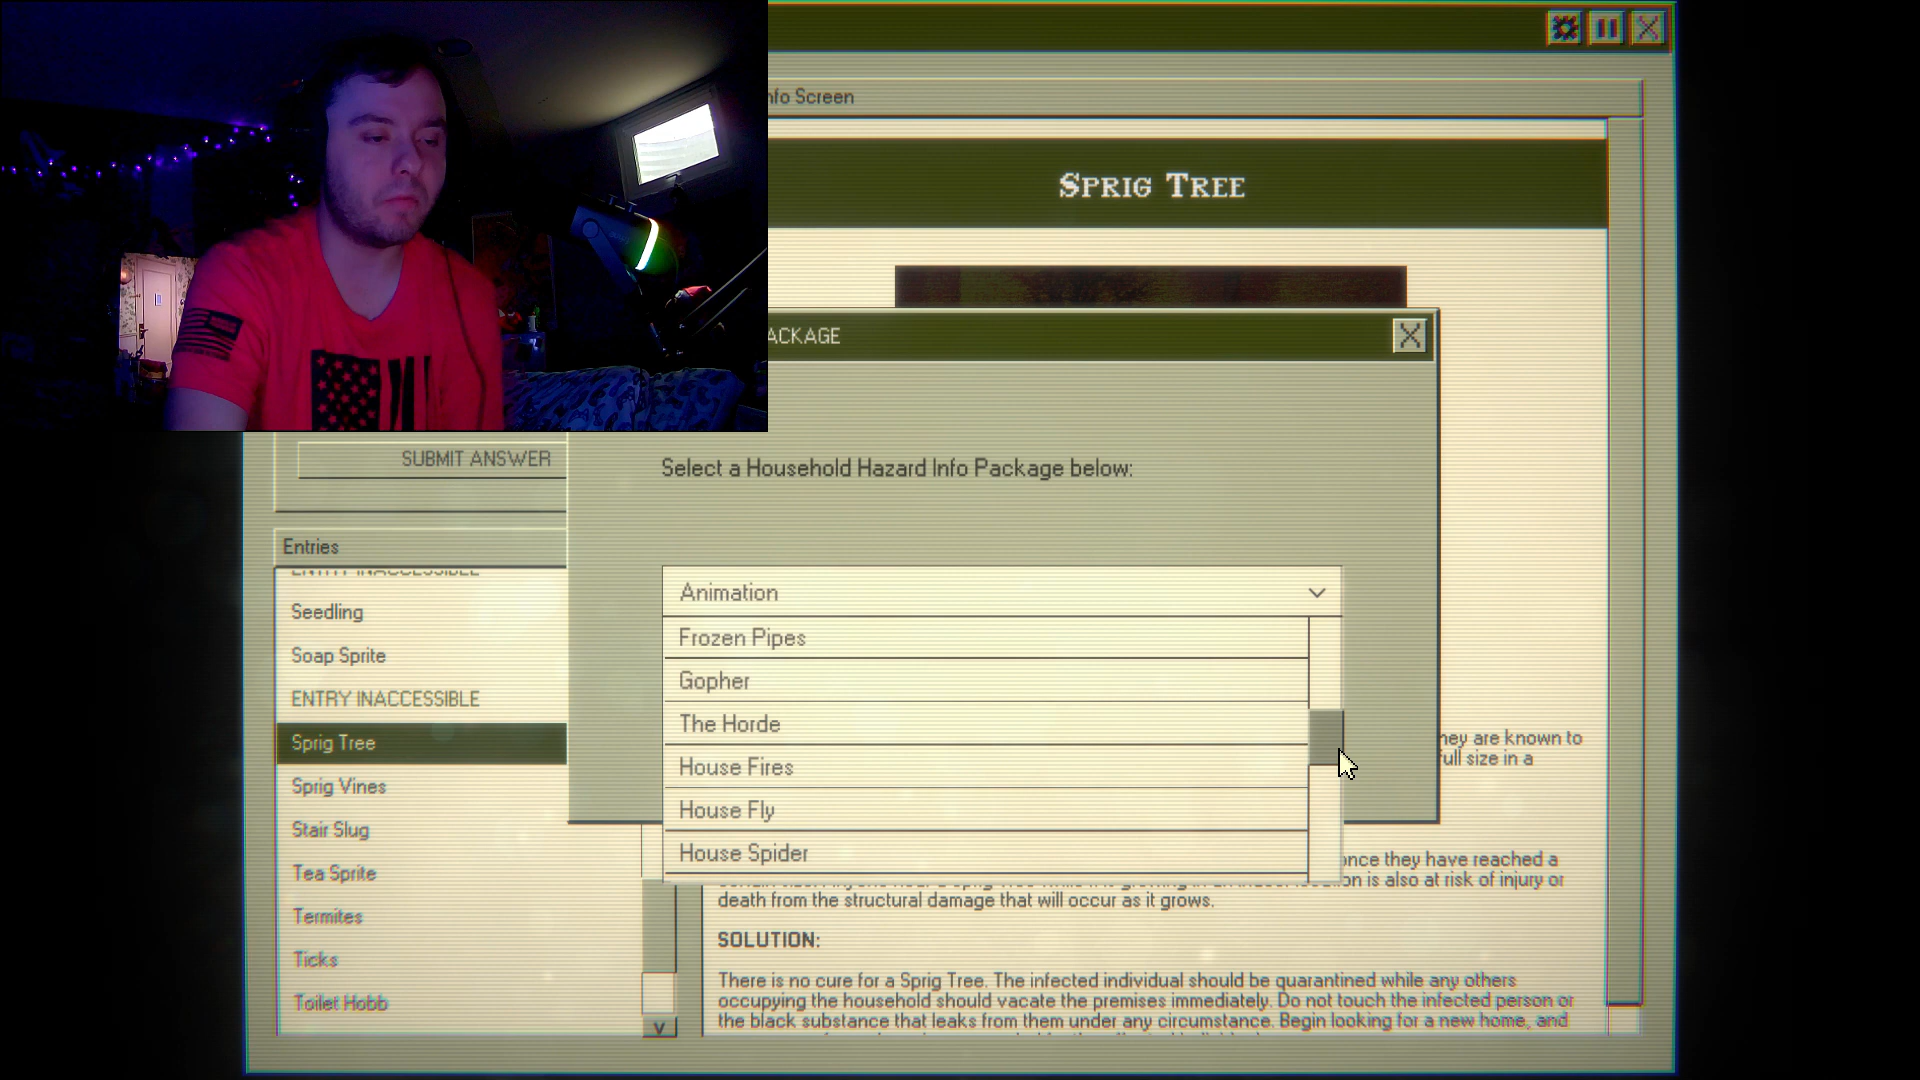 nfo Screen
SPRIG TREE
ACKAGE
SUBMIT ANSWER
Select a Household Hazard Info Package below:
Entries
ENTRY INACCESSIBLE
Seedling
Soap Sprite
ENTRY INACCESSIBLE
Sprig Tree
Sprig Vines
Stair Slug
Tea Sprite
Termites
Ticks
Toilet Hobb
v
Animation
Frozen Pipes
Gopher
The Horde
House Fires
House Fly
House Spider
hey are known to
full size in a
once they have reached a
is also at risk of injury or
death from the structural damage that will occur as it grows.
SOLUTION:
There is no cure for a Sprig Tree. The infected individual should be quarantined while any others
occupying the household should vacate the premises immediately. Do not touch the infected person or
the black substance that leaks from them under any circumstance. Begin looking for a new home, and